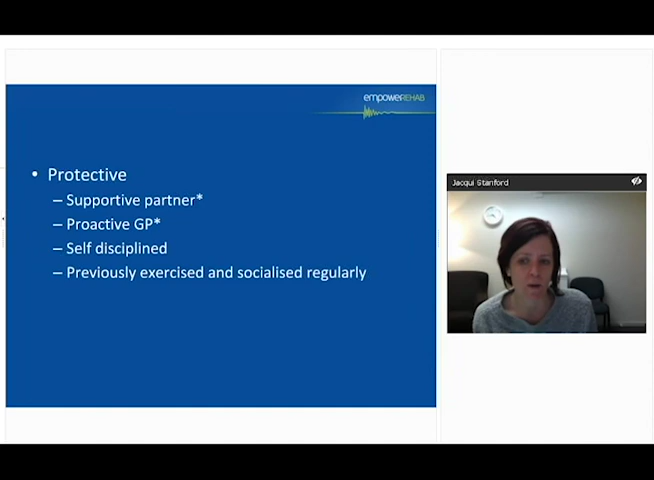 empowerREHAB
• Protective
– Supportive partner*
– Proactive GP*
– Self disciplined
– Previously exercised and socialised regularly
Jacqui Stanford